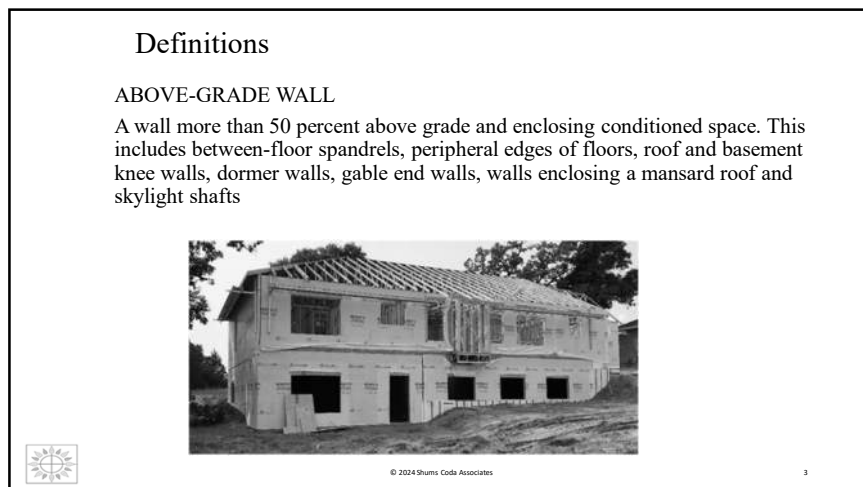 Definitions
ABOVE-GRADE WALL
A wall more than 50 percent above grade and enclosing conditioned space. This
includes between-floor spandrels, peripheral edges of floors, roof and basement
knee walls, dormer walls, gable end walls, walls enclosing a mansard roof and
skylight shafts
© 2024 Shums Coda Associates
3